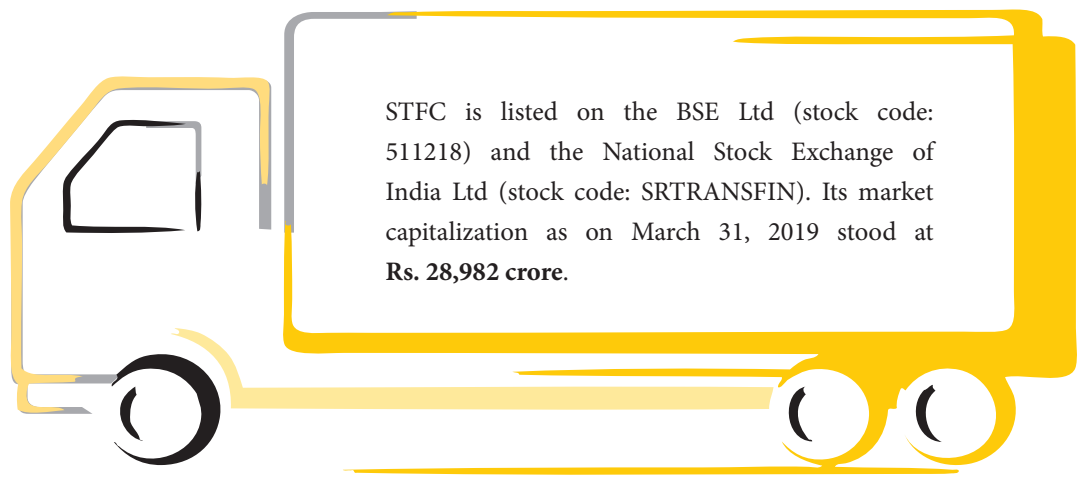 STFC is listed on the BSE Ltd (stock code:
511218) and the National Stock Exchange of
India Ltd (stock code: SRTRANSFIN). Its market
capitalization as on March 31, 2019 stood at
Rs. 28,982 crore.